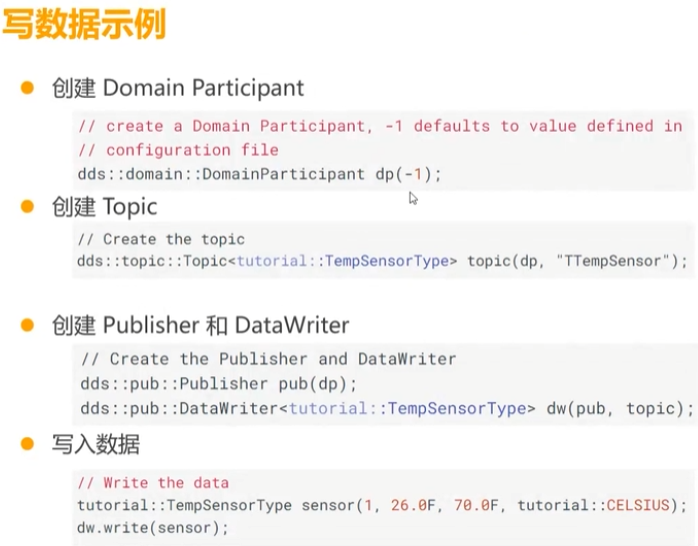 写数据示例
创建 Domain Participant
// create a Domain Participant, -1 defaults to value defined in
// configuration file
dds::domain::DomainParticipant dp(-1);
创建 Topic
// Create the topic
dds::topic::Topic<tutorial::TempSensorType> topic(dp, "TTempSensor");
创建 Publisher 和 DataWriter
// Create the Publisher and DataWriter
dds::pub::Publisher pub(dp);
dds::pub::DataWriter<tutorial::TempSensorType> dw(pub, topic);
写入数据
// Write the data
tutorial::TempSensorType sensor(1, 26.0F, 70.0F, tutorial::CELSIUS);
dw.write(sensor);